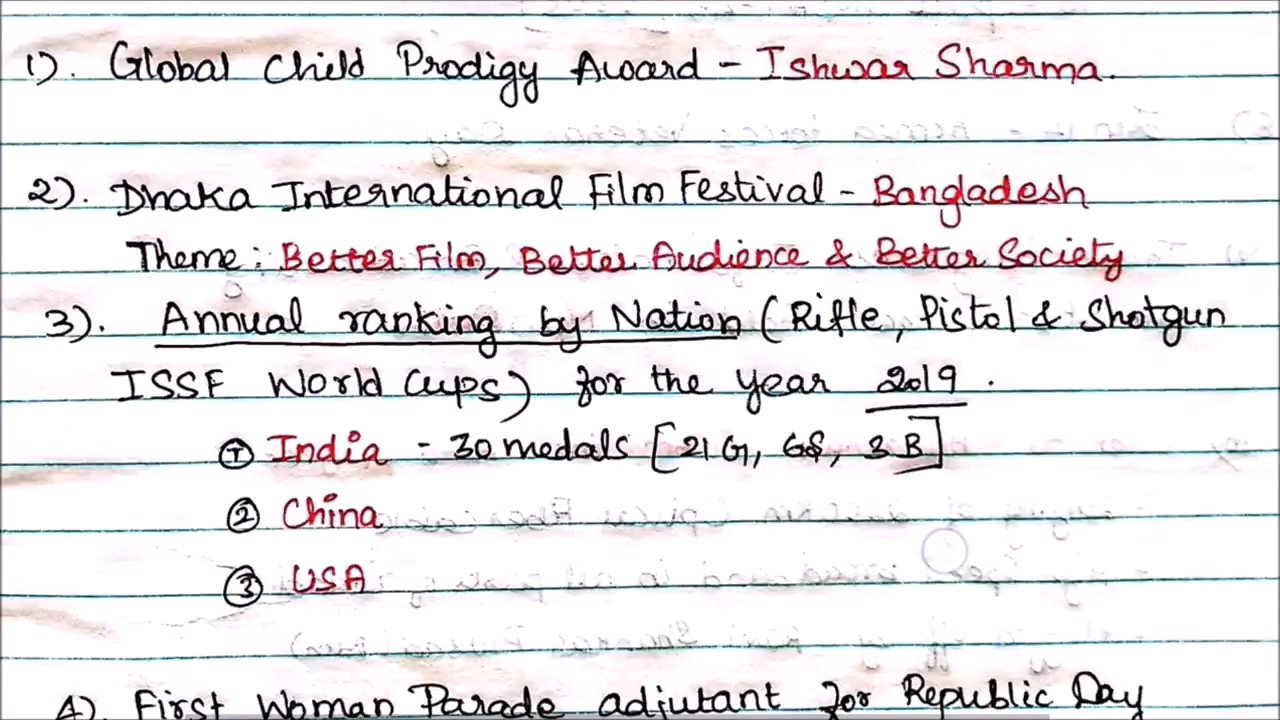 1). Global Child Prodigy Award - Ishwar Sharma.
2). Dhaka International Film Festival - Bangladesh
Theme: Better Film, Better Audience & Better Society
3). Annual ranking by Nation (Rifle, Pistol & Shotgun
ISSF World Cups) for the year 2019.
① India - 30 medals [21 G, 6S, 3 B]
② China
③ USA
4). First Woman Parade adjutant for Republic Day